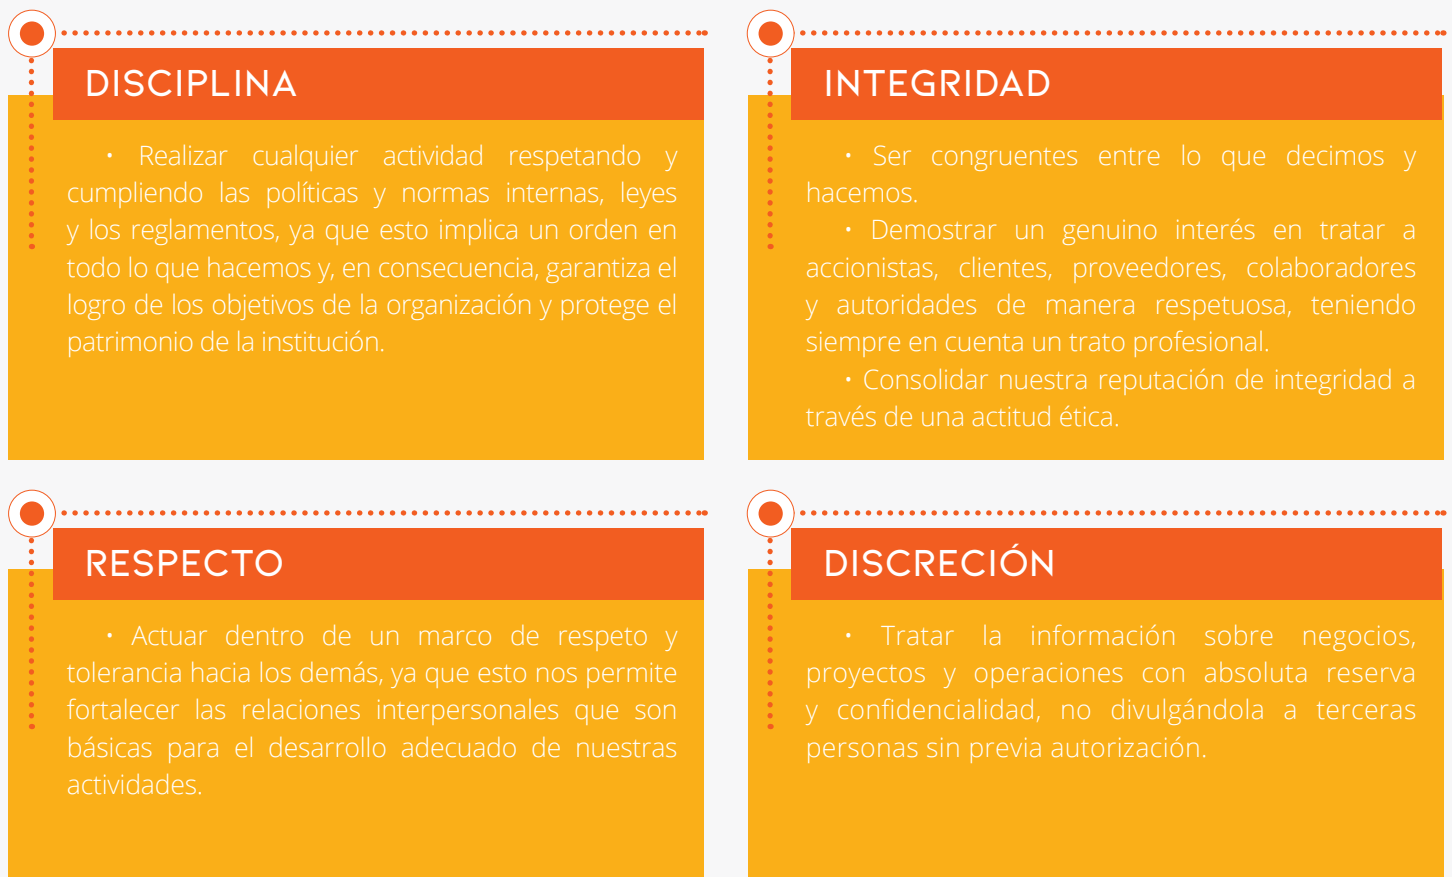 DISCIPLINA
• Realizar cualquier actividad respetando y
cumpliendo las políticas y normas internas, leyes
y los reglamentos, ya que esto implica un orden en
todo lo que hacemos y, en consecuencia, garantiza el
logro de los objetivos de la organización y protege el
patrimonio de la institución.
INTEGRIDAD
• Ser congruentes entre lo que decimos y
hacemos.
• Demostrar un genuino interés en tratar a
accionistas, clientes, proveedores, colaboradores
y autoridades de manera respetuosa, teniendo
siempre en cuenta un trato profesional.
• Consolidar nuestra reputación de integridad a
través de una actitud ética.
RESPECTO
• Actuar dentro de un marco de respeto y
tolerancia hacia los demás, ya que esto nos permite
fortalecer las relaciones interpersonales que son
básicas para el desarrollo adecuado de nuestras
actividades.
DISCRECIÓN
• Tratar la información sobre negocios,
proyectos y operaciones con absoluta reserva
y confidencialidad, no divulgándola a terceras
personas sin previa autorización.